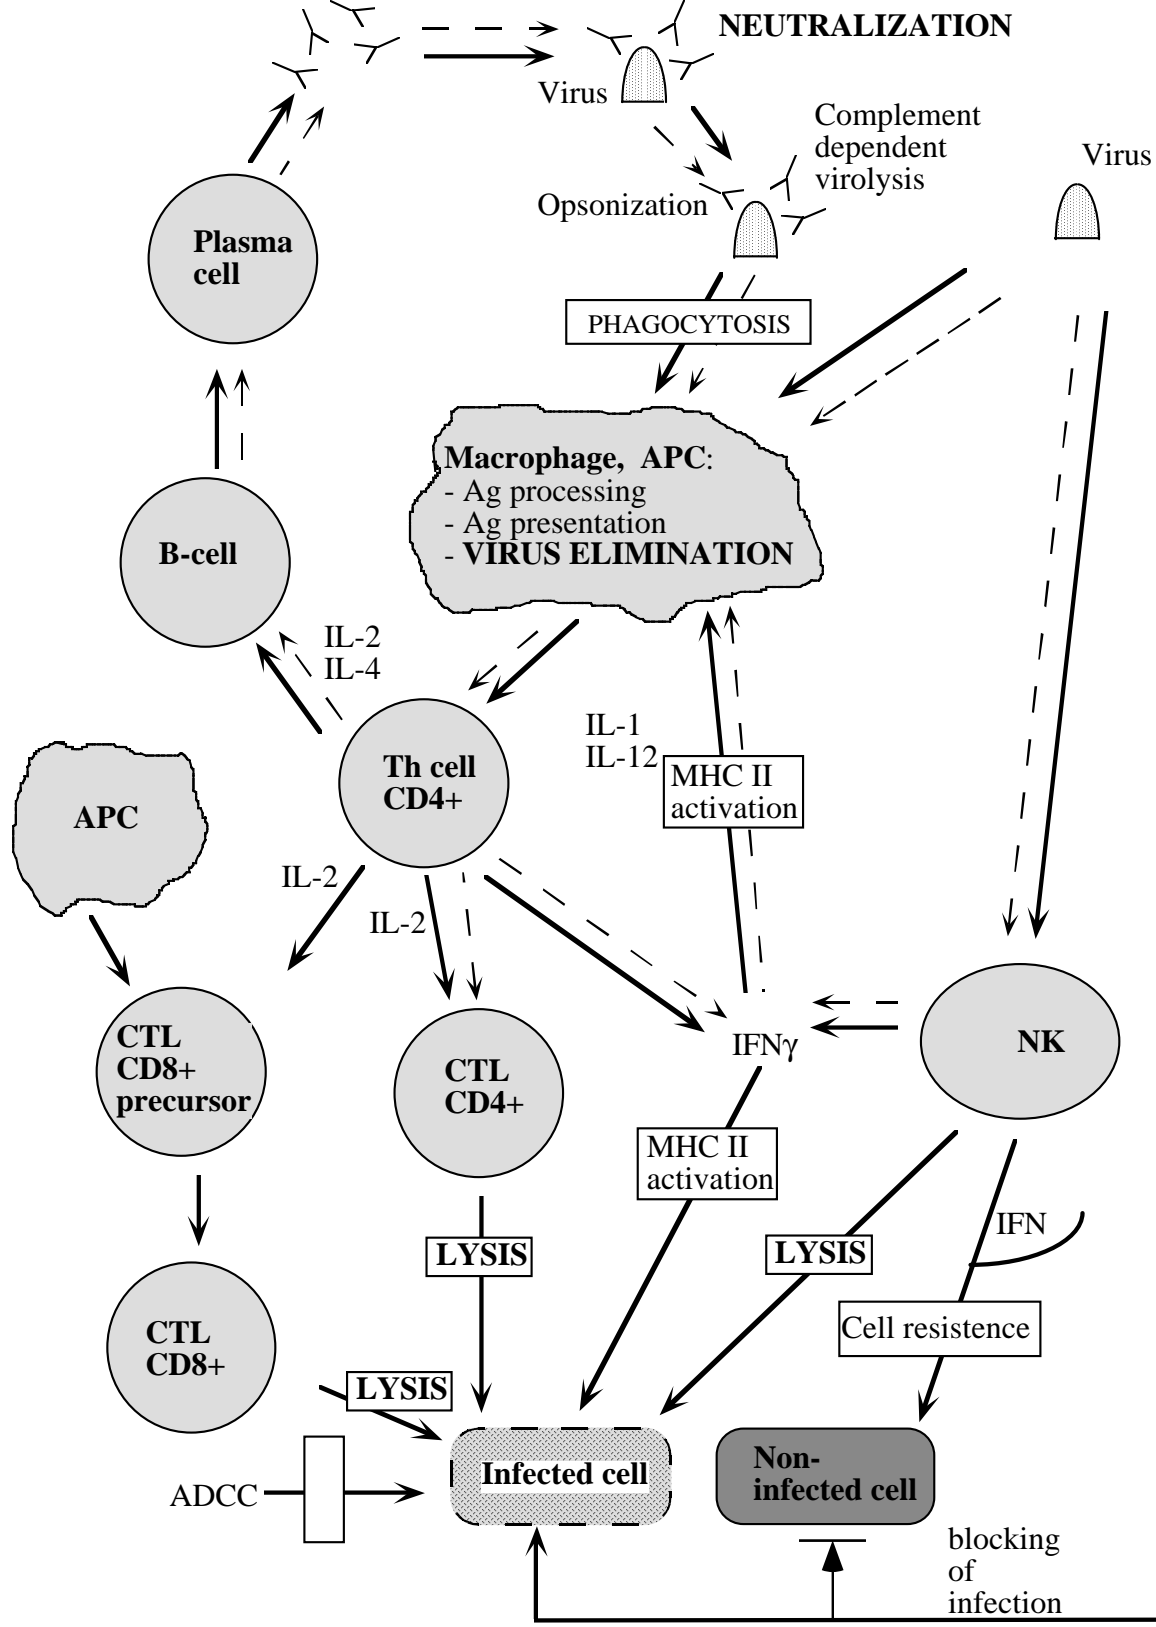 NEUTRALIZATION
Virus
Complement
dependent
virolysis
Virus
Opsonization
Plasma
cell
PHAGOCYTOSIS
Macrophage, APC:
- Ag processing
- Ag presentation
- VIRUS ELIMINATION
B-cell
IL-2
IL-4
IL-1
IL-12
MHC II
activation
Th cell
CD4+
APC
IL-2
IL-2
CTL
CD8+
precursor
CTL
CD4+
IFNγ
NK
MHC II
activation
IFN
LYSIS
LYSIS
Cell resistence
CTL
CD8+
LYSIS
Infected cell
Non-
infected cell
ADCC
blocking
of
infection